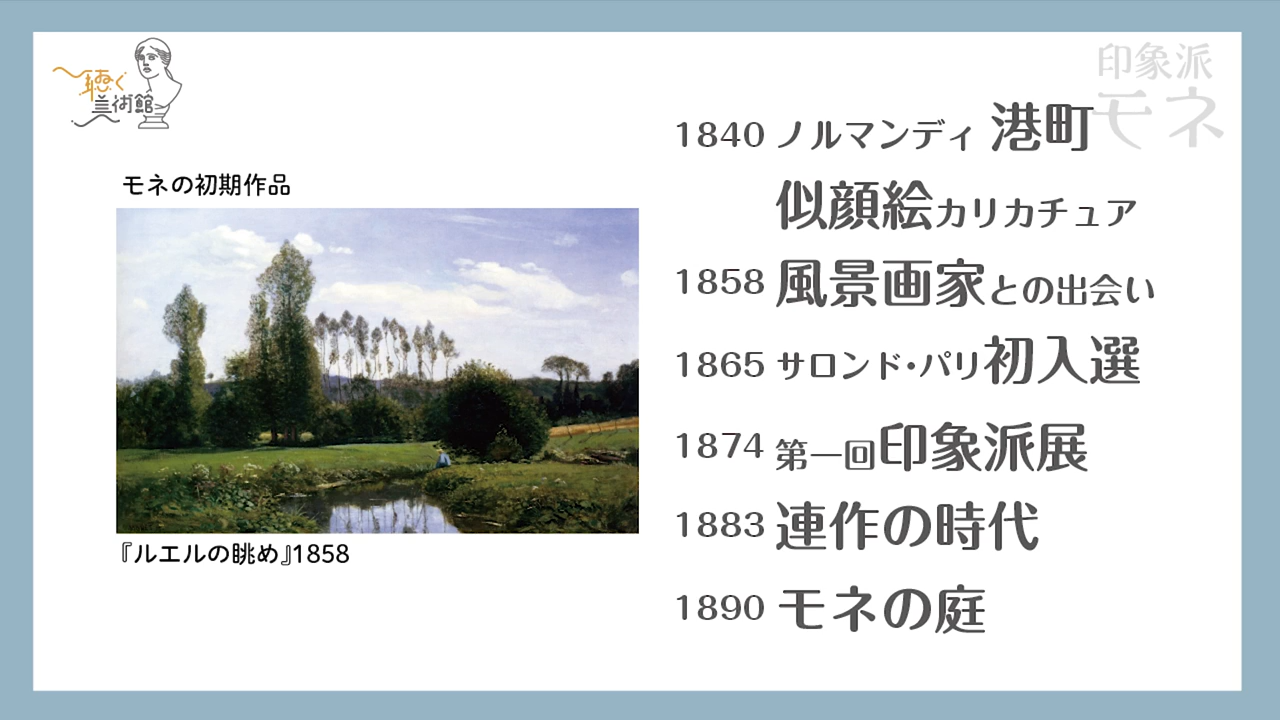 聴く
美術館
印象派
モネ
モネの初期作品
『ルエルの眺め』1858
1840 ノルマンディ 港町
似顔絵カリカチュア
1858 風景画家との出会い
1865 サロンド・パリ初入選
1874 第一回印象派展
1883 連作の時代
1890 モネの庭